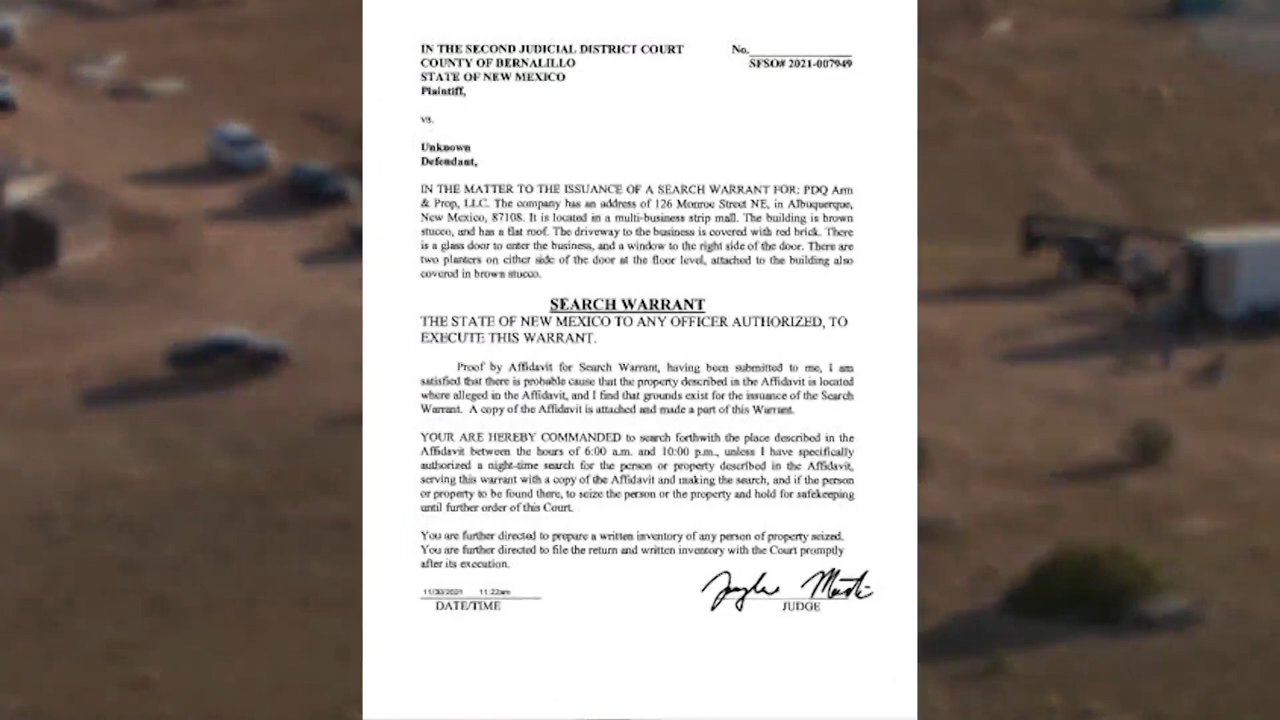 IN THE SECOND JUDICIAL DISTRICT COURT
No.
COUNTY OF BERNALILLO
SFSO# 2021-007949
STATE OF NEW MEXICO
Plaintiff,
vs.
Unknown
Defendant,
IN THE MATTER TO THE ISSUANCE OF A SEARCH WARRANT FOR: PDQ Arm
& Prop, LLC. The company has an address of 126 Monroe Street NE, in Albuquerque,
New Mexico, 87108. It is located in a multi-business strip mall. The building is brown
stucco, and has a flat roof. The driveway to the business is covered with red brick. There
is a glass door to enter the business, and a window to the right side of the door. There are
two planters on either side of the door at the floor level, attached to the building also
covered in brown stucco.
SEARCH WARRANT
THE STATE OF NEW MEXICO TO ANY OFFICER AUTHORIZED, TO
EXECUTE THIS WARRANT.
Proof by Affidavit for Search Warrant, having been submitted to me, I am
satisfied that there is probable cause that the property described in the Affidavit is located
where alleged in the Affidavit, and I find that grounds exist for the issuance of the Search
Warrant. A copy of the Affidavit is attached and made a part of this Warrant.
YOUR ARE HEREBY COMMANDED to search forthwith the place described in the
Affidavit between the hours of 6:00 a.m. and 10:00 p.m., unless I have specifically
authorized a night-time search for the person or property described in the Affidavit,
serving this warrant with a copy of the Affidavit and making the search, and if the person
or property to be found there, to seize the person or the property and hold for safekeeping
until further order of this Court.
You are further directed to prepare a written inventory of any person of property seized.
You are further directed to file the return and written inventory with the Court promptly
after its execution.
11/30/2021 11:22am
DATE/TIME
JUDGE